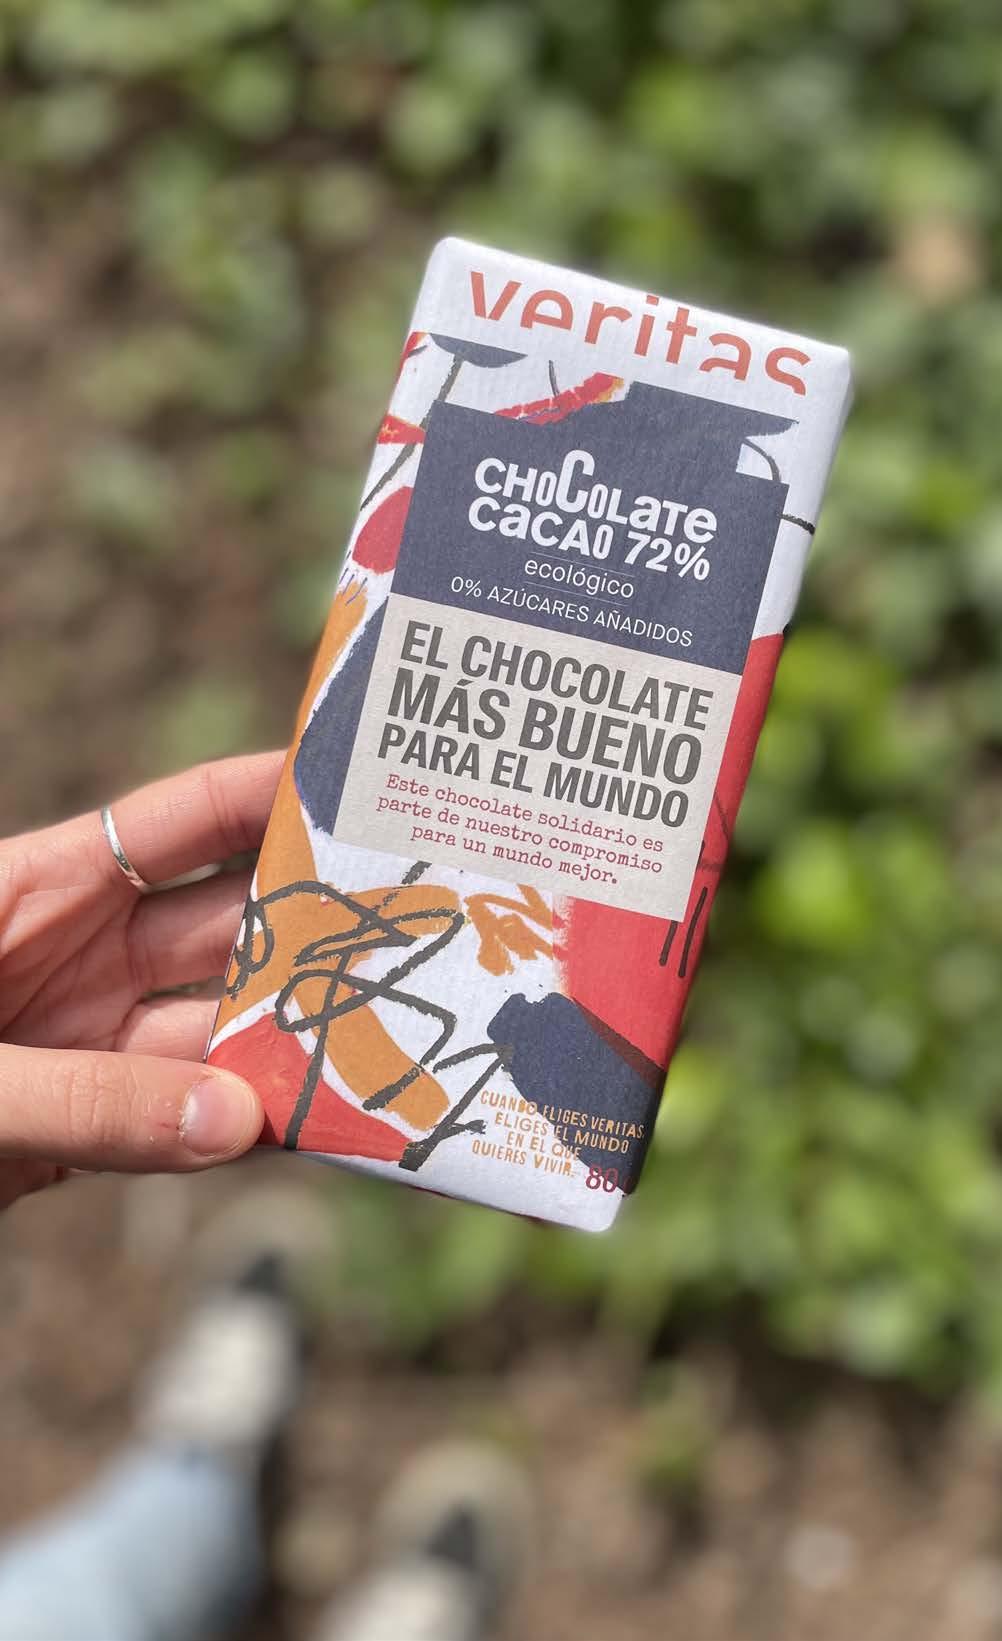 veritas
CHOCOLATE
CACAO 72%
ecológico
0% AZÚCARES AÑADIDOS
EL CHOCOLATE
MÁS BUENO
PARA EL MUNDO
Este chocolate solidario es
parte de nuestro compromiso
para un mundo mejor.
CUANDO ELIGES VERITAS,
ELIGES EL MUNDO
EN EL QUE
QUIERES VIVIR.
80